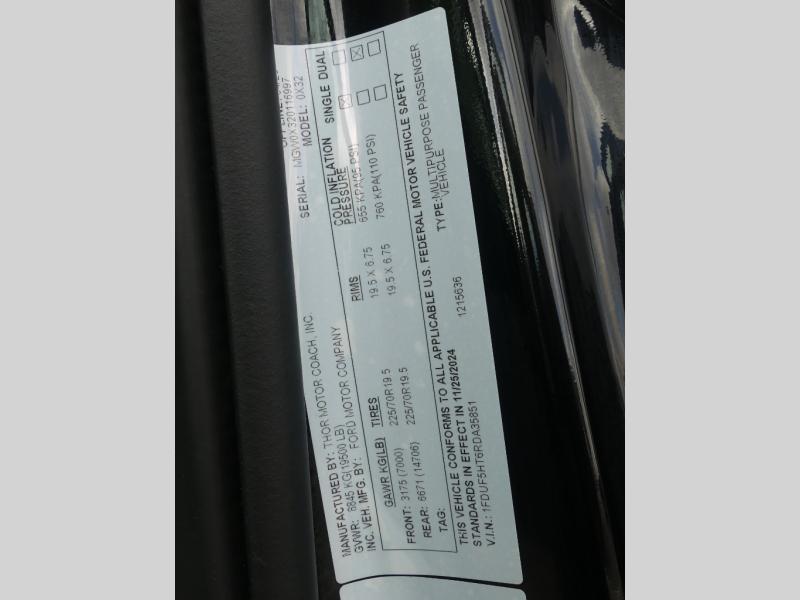 MANUFACTURED BY: THOR MOTOR COACH, INC.
SERIAL: MGW0X320116997
GVWR: 8845 KG(19500 LB)
MODEL: 0X32
INC. VEH. MFG. BY: FORD MOTOR COMPANY
GAWR KG(LB) TIRES RIMS COLD INFLATION PRESSURE SINGLE DUAL
FRONT: 3175 (7000) 225/70R19.5 19.5 X 6.75 655 KPA(95 PSI)
REAR: 6671 (14706) 225/70R19.5 19.5 X 6.75 760 KPA(110 PSI)
TAG:
THIS VEHICLE CONFORMS TO ALL APPLICABLE U.S. FEDERAL MOTOR VEHICLE SAFETY
STANDARDS IN EFFECT IN 11/25/2024
V.I.N.: 1FDUF5HT6RDA35851
1215636
TYPE:MULTIPURPOSE PASSENGER
VEHICLE